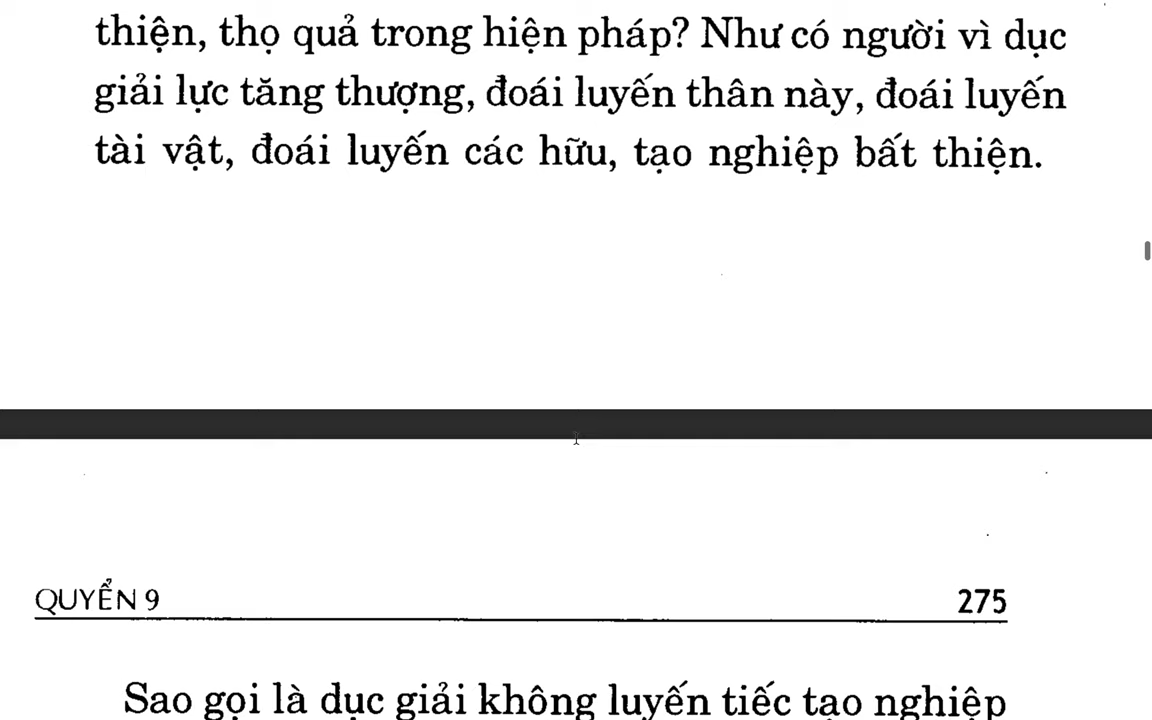 thiện, thọ quả trong hiện pháp? Như có người vì dục
giải lực tăng thượng, đoái luyến thân này, đoái luyến
tài vật, đoái luyến các hữu, tạo nghiệp bất thiện.
QUYỂN 9
275
Sao gọi là dục giải không luyến tiếc tạo nghiệp